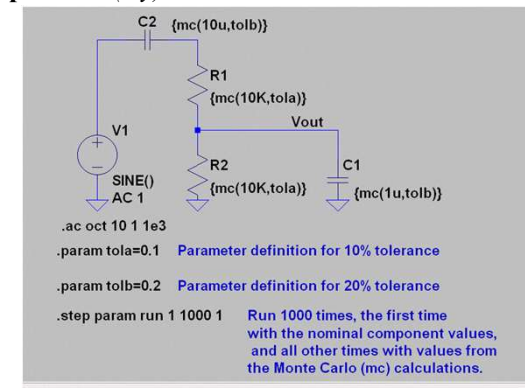 C2 {mc(10u,tolb)}
R1
{mc(10K,tola)}
Vout
V1
R2
C1
SINE()
{mc(10K,tola)}
{mc(1u,tolb)}
AC 1
.ac oct 10 1 1e3
.param tola=0.1 Parameter definition for 10% tolerance
.param tolb=0.2 Parameter definition for 20% tolerance
.step param run 1 1000 1 Run 1000 times, the first time
with the nominal component values,
and all other times with values from
the Monte Carlo (mc) calculations.